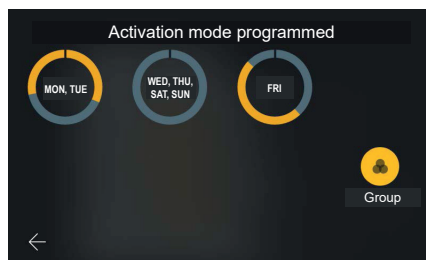 Activation mode programmed
MON, TUE
WED, THU,
SAT, SUN
FRI
Group